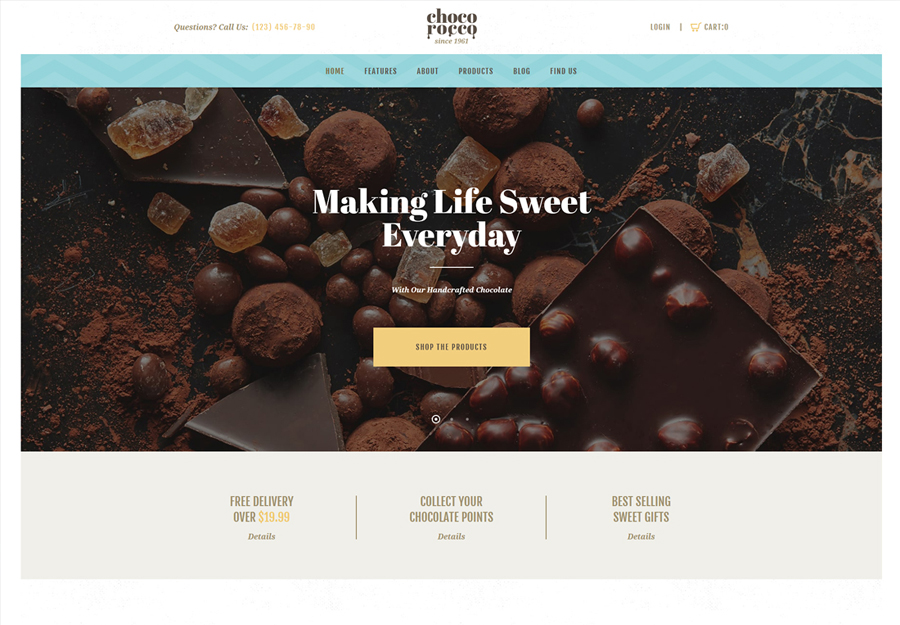 Questions? Call Us: (123) 456-78-90
choco
rocco
since 1961
LOGIN | CART:0
HOME FEATURES ABOUT PRODUCTS BLOG FIND US
Making Life Sweet
Everyday
With Our Handcrafted Chocolate
SHOP THE PRODUCTS
FREE DELIVERY
OVER $19.99
Details
COLLECT YOUR
CHOCOLATE POINTS
Details
BEST SELLING
SWEET GIFTS
Details